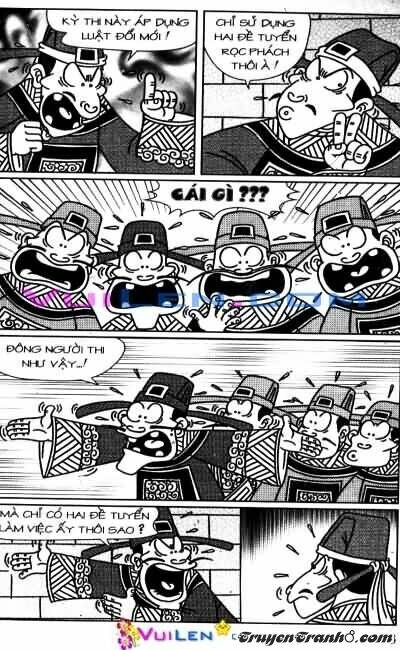 KỲ THI NÀY ÁP DỤNG
LUẬT ĐỔI MỚI!
CHỈ SỬ DỤNG
HAI ĐỀ TUYỂN
RỌC PHÁCH
THÔI À!
GÁI GÌ ???
VUILEN.COM
ĐÔNG NGƯỜI THI
NHƯ VẬY...!
MÀ CHỈ CÓ HAI ĐỀ TUYỂN
LÀM VIỆC ẤY THÔI SAO?
VUILEN
TruyenTranh8.com